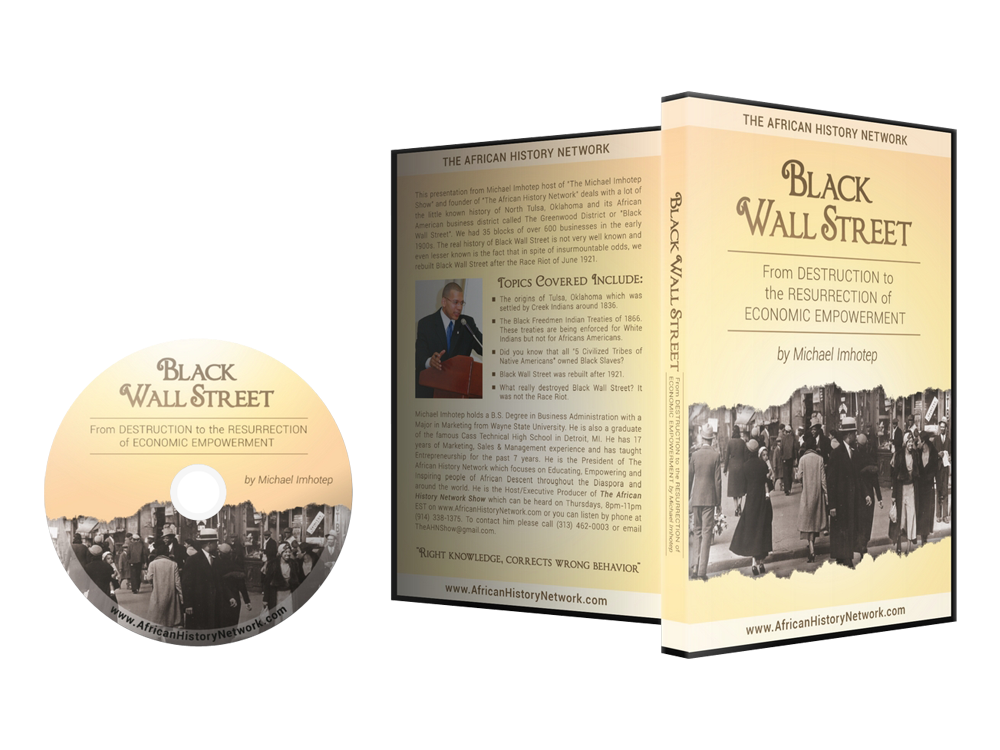 BLACK
WALL STREET
From DESTRUCTION to the RESURRECTION
of ECONOMIC EMPOWERMENT
by Michael Imhotep
www.AfricanHistoryNetwork.com
THE AFRICAN HISTORY NETWORK
This presentation from Michael Imhotep host of "The Michael Imhotep
Show" and founder of "The African History Network" deals with a lot of
the little known history of North Tulsa, Oklahoma and its African
American business district called The Greenwood District or "Black
Wall Street". We had 35 blocks of over 600 businesses in the early
1900s. The real history of Black Wall Street is not very well known and
even lesser known is the fact that in spite of insurmountable odds, we
rebuilt Black Wall Street after the Race Riot of June 1921.
TOPICS COVERED INCLUDE:
■ The origins of Tulsa, Oklahoma which was
settled by Creek Indians around 1836.
■ The Black Freedmen Indian Treaties of 1866.
These treaties are being enforced for White
Indians but not for Africans Americans.
■ Did you know that all "5 Civilized Tribes of
Native Americans" owned Black Slaves?
■ Black Wall Street was rebuilt after 1921.
■ What really destroyed Black Wall Street? It
was not the Race Riot.
Michael Imhotep holds a B.S. Degree in Business Administration with a
Major in Marketing from Wayne State University. He is also a graduate
of the famous Cass Technical High School in Detroit, MI. He has 17
years of Marketing, Sales & Management experience and has taught
Entrepreneurship for the past 7 years. He is the President of The
African History Network which focuses on Educating, Empowering and
Inspiring people of African Descent throughout the Diaspora and
around the world. He is the Host/Executive Producer of The African
History Network Show which can be heard on Thursdays, 8pm-11pm
EST on www.AfricanHistoryNetwork.com or you can listen by phone at
(914) 338-1375. To contact him please call (313) 462-0003 or email
TheAHNShow@gmail.com.
"RIGHT KNOWLEDGE, CORRECTS WRONG BEHAVIOR"
www.AfricanHistoryNetwork.com
BLACK WALL STREET
From DESTRUCTION to the RESURRECTION of
ECONOMIC EMPOWERMENT by Michael Imhotep
THE AFRICAN HISTORY NETWORK
BLACK
WALL STREET
From DESTRUCTION to
the RESURRECTION of
ECONOMIC EMPOWERMENT
by Michael Imhotep
www.AfricanHistoryNetwork.com